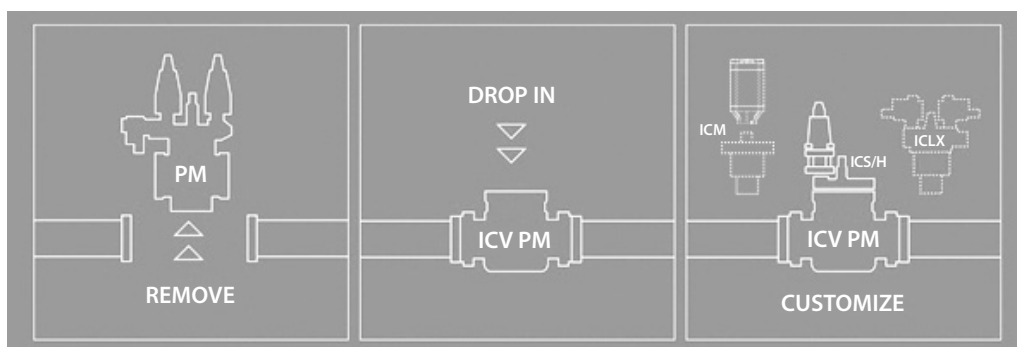 PM
REMOVE
DROP IN
ICV PM
ICM
ICS/H
ICLX
ICV PM
CUSTOMIZE